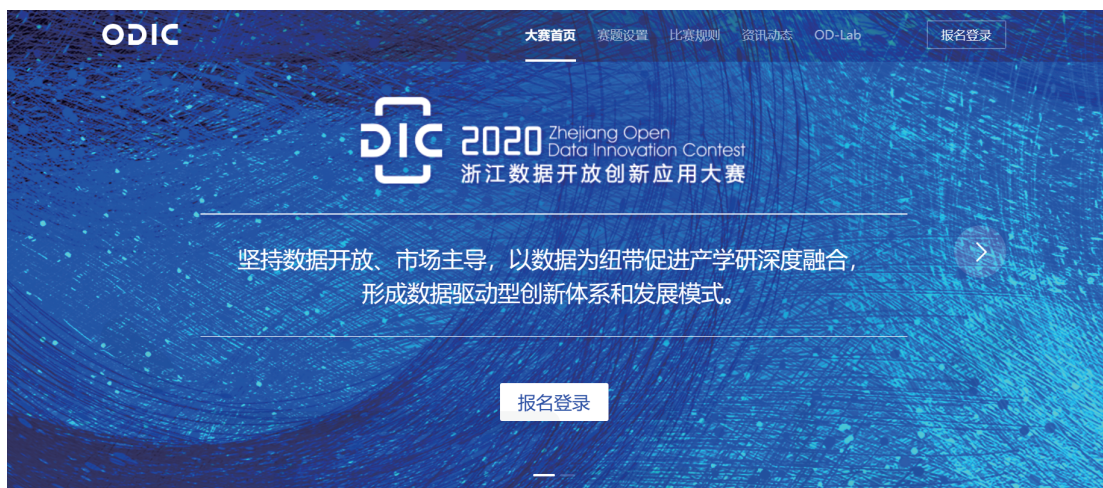 ODIC
大赛首页 赛题设置 比赛规则 资讯动态 OD-Lab 报名登录
DIC 2020 Zhejiang Open
Data Innovation Contest
浙江数据开放创新应用大赛
坚持数据开放、市场主导，以数据为纽带促进产学研深度融合，
形成数据驱动型创新体系和发展模式。
报名登录